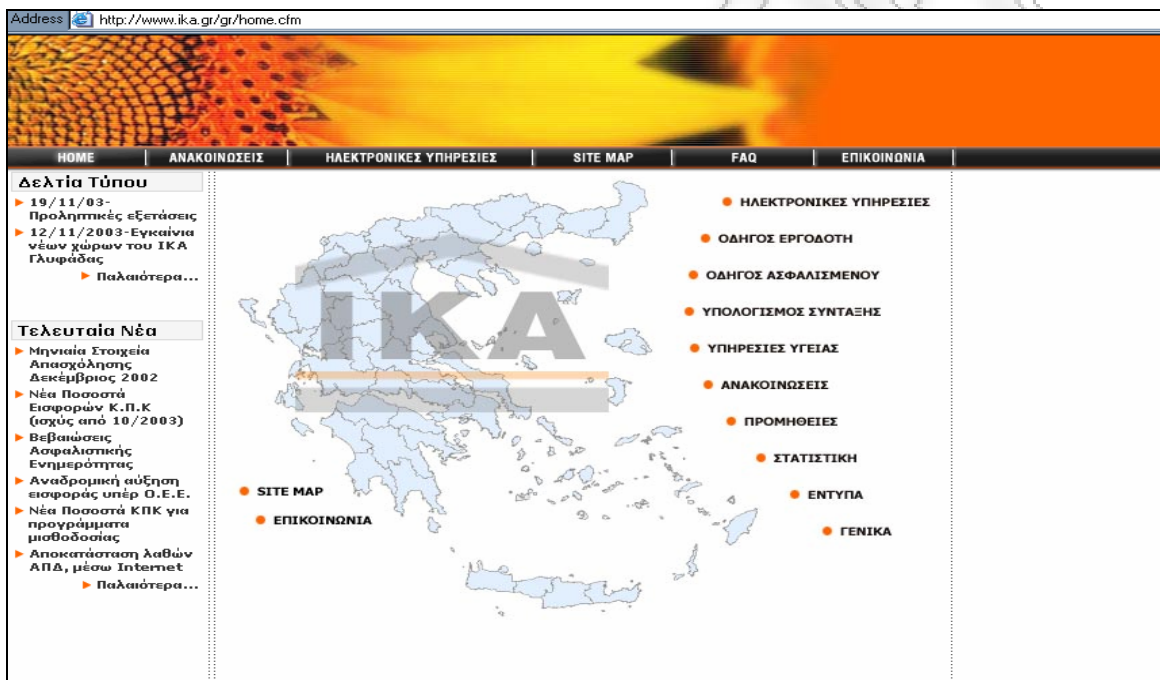 Address http://www.ika.gr/gr/home.cfm
HOME ΑΝΑΚΟΙΝΩΣΕΙΣ ΗΛΕΚΤΡΟΝΙΚΕΣ ΥΠΗΡΕΣΙΕΣ SITE MAP FAQ ΕΠΙΚΟΙΝΩΝΙΑ
Δελτία Τύπου
19/11/03-
Προληπτικές εξετάσεις
12/11/2003-Εγκαίνια
νέων χώρων του ΙΚΑ
Γλυφάδας
Παλαιότερα...
Τελευταία Νέα
Μηνιαία Στοιχεία
Απασχόλησης
Δεκέμβριος 2002
Νέα Ποσοστά
Εισφορών Κ.Π.Κ
(ισχύς από 10/2003)
Βεβαιώσεις
Ασφαλιστικής
Ενημερότητας
Αναδρομική αύξηση
εισφοράς υπέρ Ο.Ε.Ε.
Νέα Ποσοστά ΚΠΚ για
προγράμματα
μισθοδοσίας
Αποκατάσταση λαθών
ΑΠΔ, μέσω Internet
Παλαιότερα...
ΙΚΑ
SITE MAP
ΕΠΙΚΟΙΝΩΝΙΑ
ΗΛΕΚΤΡΟΝΙΚΕΣ ΥΠΗΡΕΣΙΕΣ
ΟΔΗΓΟΣ ΕΡΓΟΔΟΤΗ
ΟΔΗΓΟΣ ΑΣΦΑΛΙΣΜΕΝΟΥ
ΥΠΟΛΟΓΙΣΜΟΣ ΣΥΝΤΑΞΗΣ
ΥΠΗΡΕΣΙΕΣ ΥΓΕΙΑΣ
ΑΝΑΚΟΙΝΩΣΕΙΣ
ΠΡΟΜΗΘΕΙΕΣ
ΣΤΑΤΙΣΤΙΚΗ
ΕΝΤΥΠΑ
ΓΕΝΙΚΑ